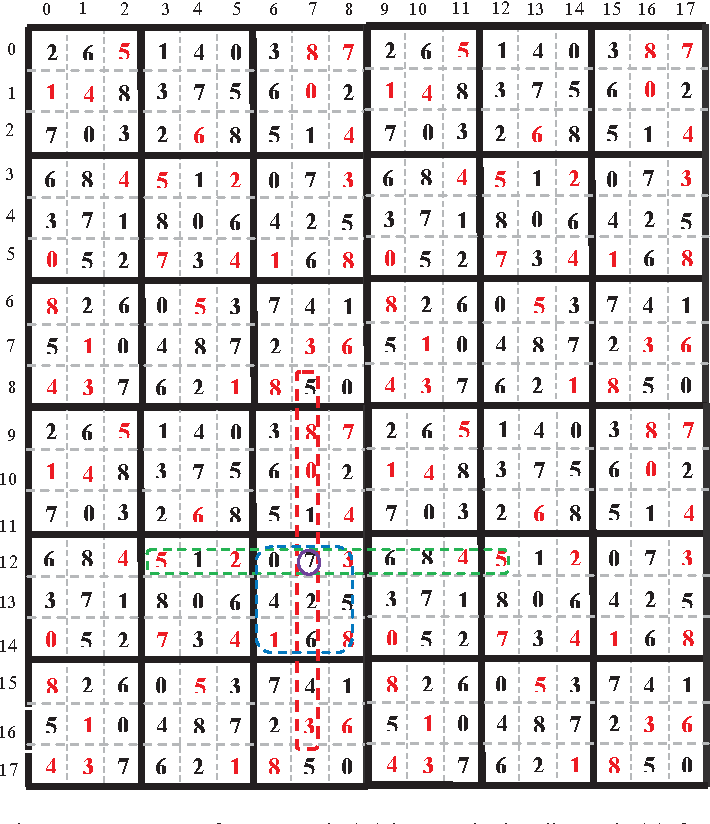 0 1 2 3 4 5 6 7 8 9 10 11 12 13 14 15 16 17
0 2 6 5 1 4 0 3 8 7 2 6 5 1 4 0 3 8 7
1 1 4 8 3 7 5 6 0 2 1 4 8 3 7 5 6 0 2
2 7 0 3 2 6 8 5 1 4 7 0 3 2 6 8 5 1 4
3 6 8 4 5 1 2 0 7 3 6 8 4 5 1 2 0 7 3
4 3 7 1 8 0 6 4 2 5 3 7 1 8 0 6 4 2 5
5 0 5 2 7 3 4 1 6 8 0 5 2 7 3 4 1 6 8
6 8 2 6 0 5 3 7 4 1 8 2 6 0 5 3 7 4 1
7 5 1 0 4 8 7 2 3 6 5 1 0 4 8 7 2 3 6
8 4 3 7 6 2 1 8 5 0 4 3 7 6 2 1 8 5 0
9 2 6 5 1 4 0 3 8 7 2 6 5 1 4 0 3 8 7
10 1 4 8 3 7 5 6 0 2 1 4 8 3 7 5 6 0 2
11 7 0 3 2 6 8 5 1 4 7 0 3 2 6 8 5 1 4
12 6 8 4 5 1 2 0 7 3 6 8 4 5 1 2 0 7 3
13 3 7 1 8 0 6 4 2 5 3 7 1 8 0 6 4 2 5
14 0 5 2 7 3 4 1 6 8 0 5 2 7 3 4 1 6 8
15 8 2 6 0 5 3 7 4 1 8 2 6 0 5 3 7 4 1
16 5 1 0 4 8 7 2 3 6 5 1 0 4 8 7 2 3 6
17 4 3 7 6 2 1 8 5 0 4 3 7 6 2 1 8 5 0